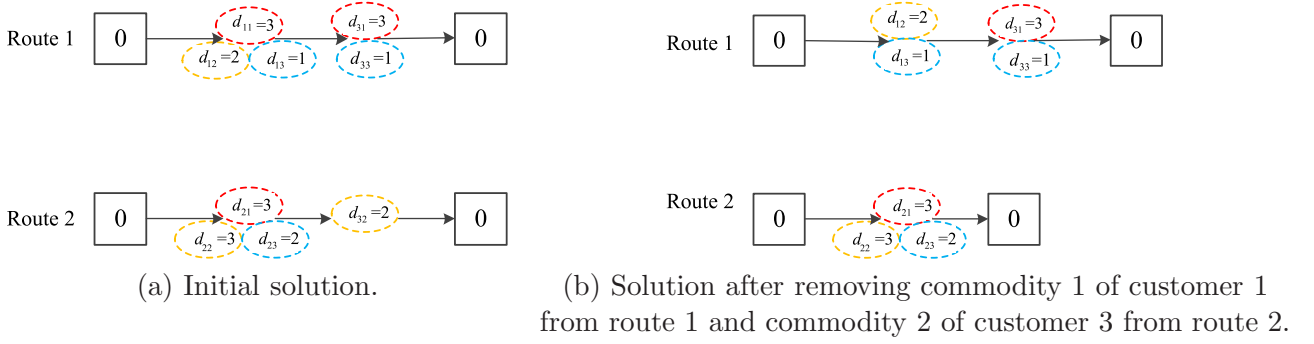 d₁₁=3 d₃₁=3
Route 1 0 0
d₁₂=2 d₁₃=1 d₃₃=1
d₂₁=3
Route 2 0 d₃₂=2 0
d₂₂=3 d₂₃=2
(a) Initial solution.
d₁₂=2 d₃₁=3
Route 1 0 0
d₁₃=1 d₃₃=1
Route 2 0 d₂₁=3 0
d₂₂=3 d₂₃=2
(b) Solution after removing commodity 1 of customer 1
from route 1 and commodity 2 of customer 3 from route 2.